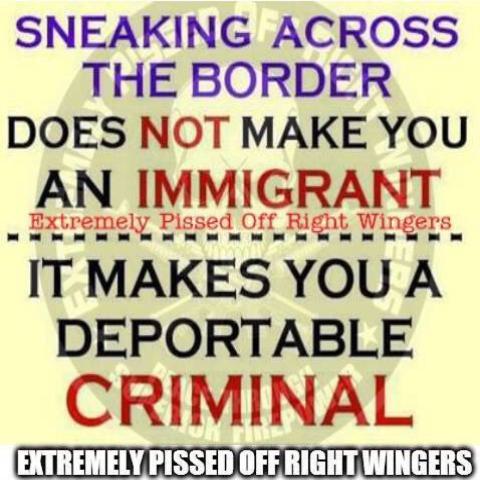 SNEAKING ACROSS
THE BORDER
DOES NOT MAKE YOU
AN IMMIGRANT
Extremely Pissed Off Right Wingers
IT MAKES YOU A
DEPORTABLE
CRIMINAL
EXTREMELY PISSED OFF RIGHT WINGERS